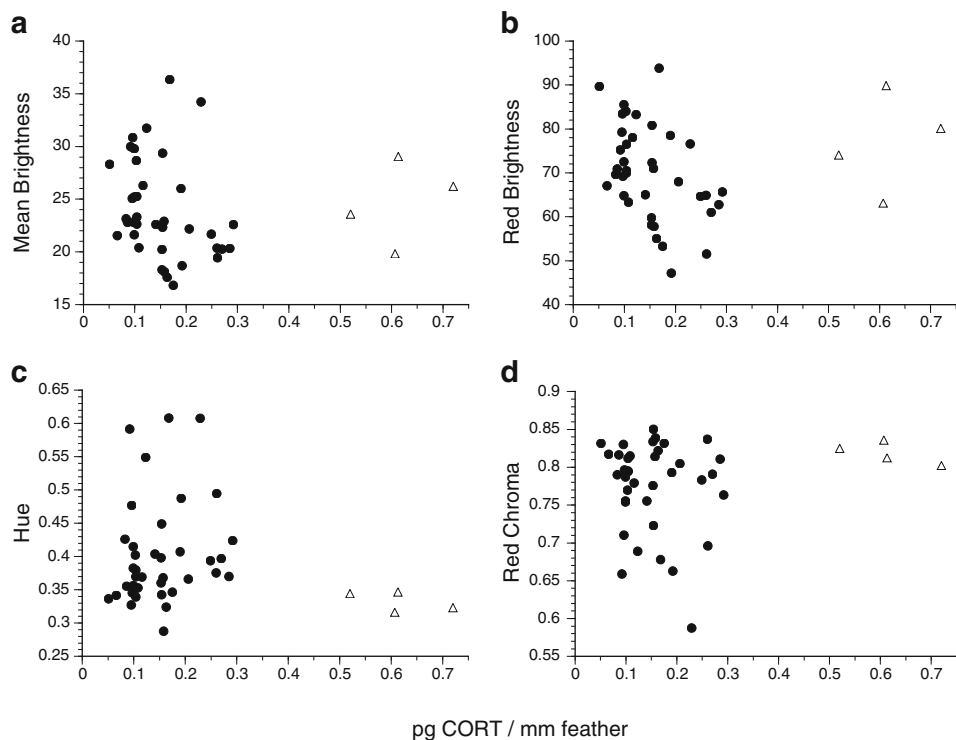 a
Mean Brightness
40
35
30
25
20
15
0 0.1 0.2 0.3 0.4 0.5 0.6 0.7
b
Red Brightness
100
90
80
70
60
50
40
0 0.1 0.2 0.3 0.4 0.5 0.6 0.7
c
Hue
0.65
0.6
0.55
0.5
0.45
0.4
0.35
0.3
0.25
0 0.1 0.2 0.3 0.4 0.5 0.6 0.7
d
Red Chroma
0.9
0.85
0.8
0.75
0.7
0.65
0.6
0.55
0 0.1 0.2 0.3 0.4 0.5 0.6 0.7
pg CORT / mm feather